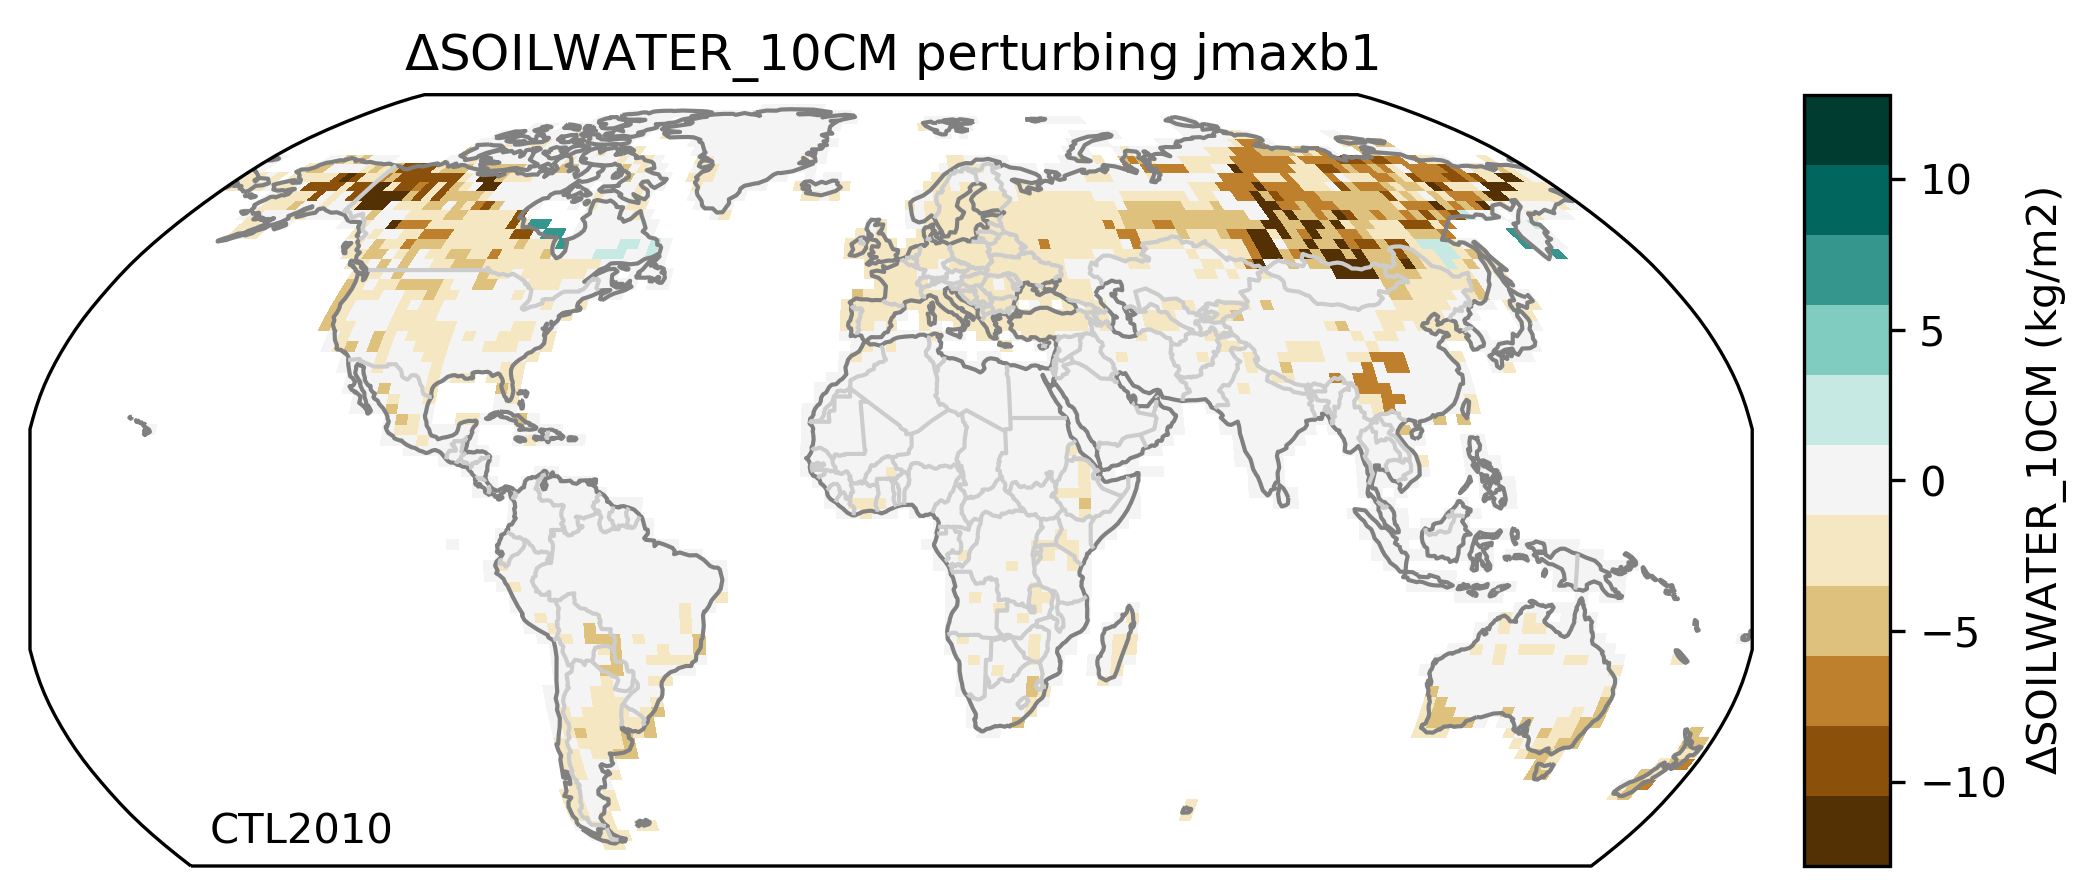 ΔSOILWATER_10CM perturbing jmaxb1
10
5
0
−5
−10
ΔSOILWATER_10CM (kg/m2)
CTL2010